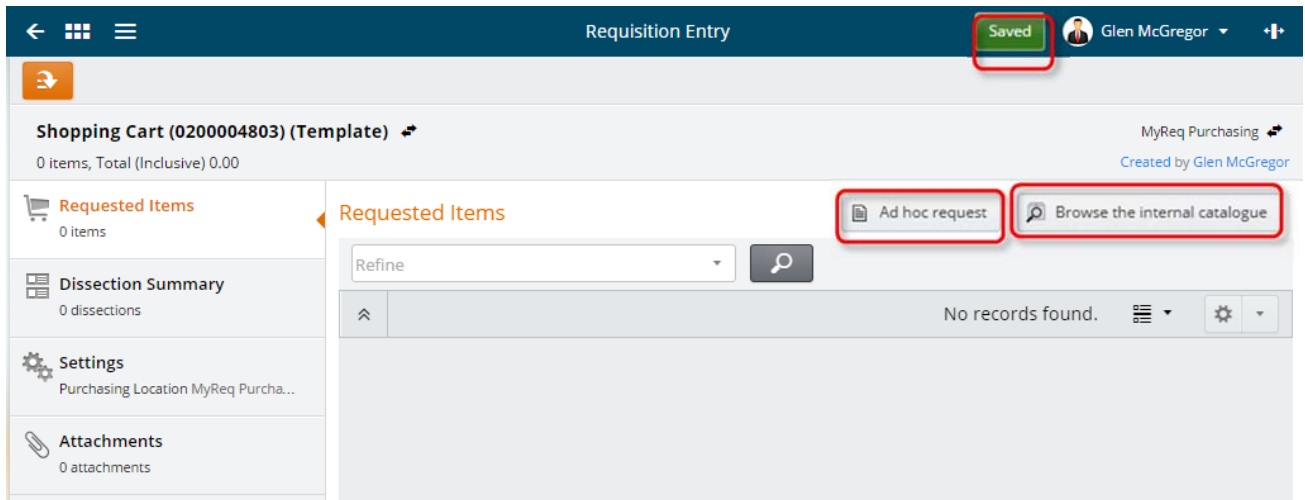 Requisition Entry
Saved
Glen McGregor
Shopping Cart (0200004803) (Template)
MyReq Purchasing
0 items, Total (Inclusive) 0.00
Created by Glen McGregor
Requested Items
0 items
Dissection Summary
0 dissections
Settings
Purchasing Location MyReq Purcha...
Attachments
0 attachments
Requested Items
Ad hoc request
Browse the internal catalogue
Refine
No records found.